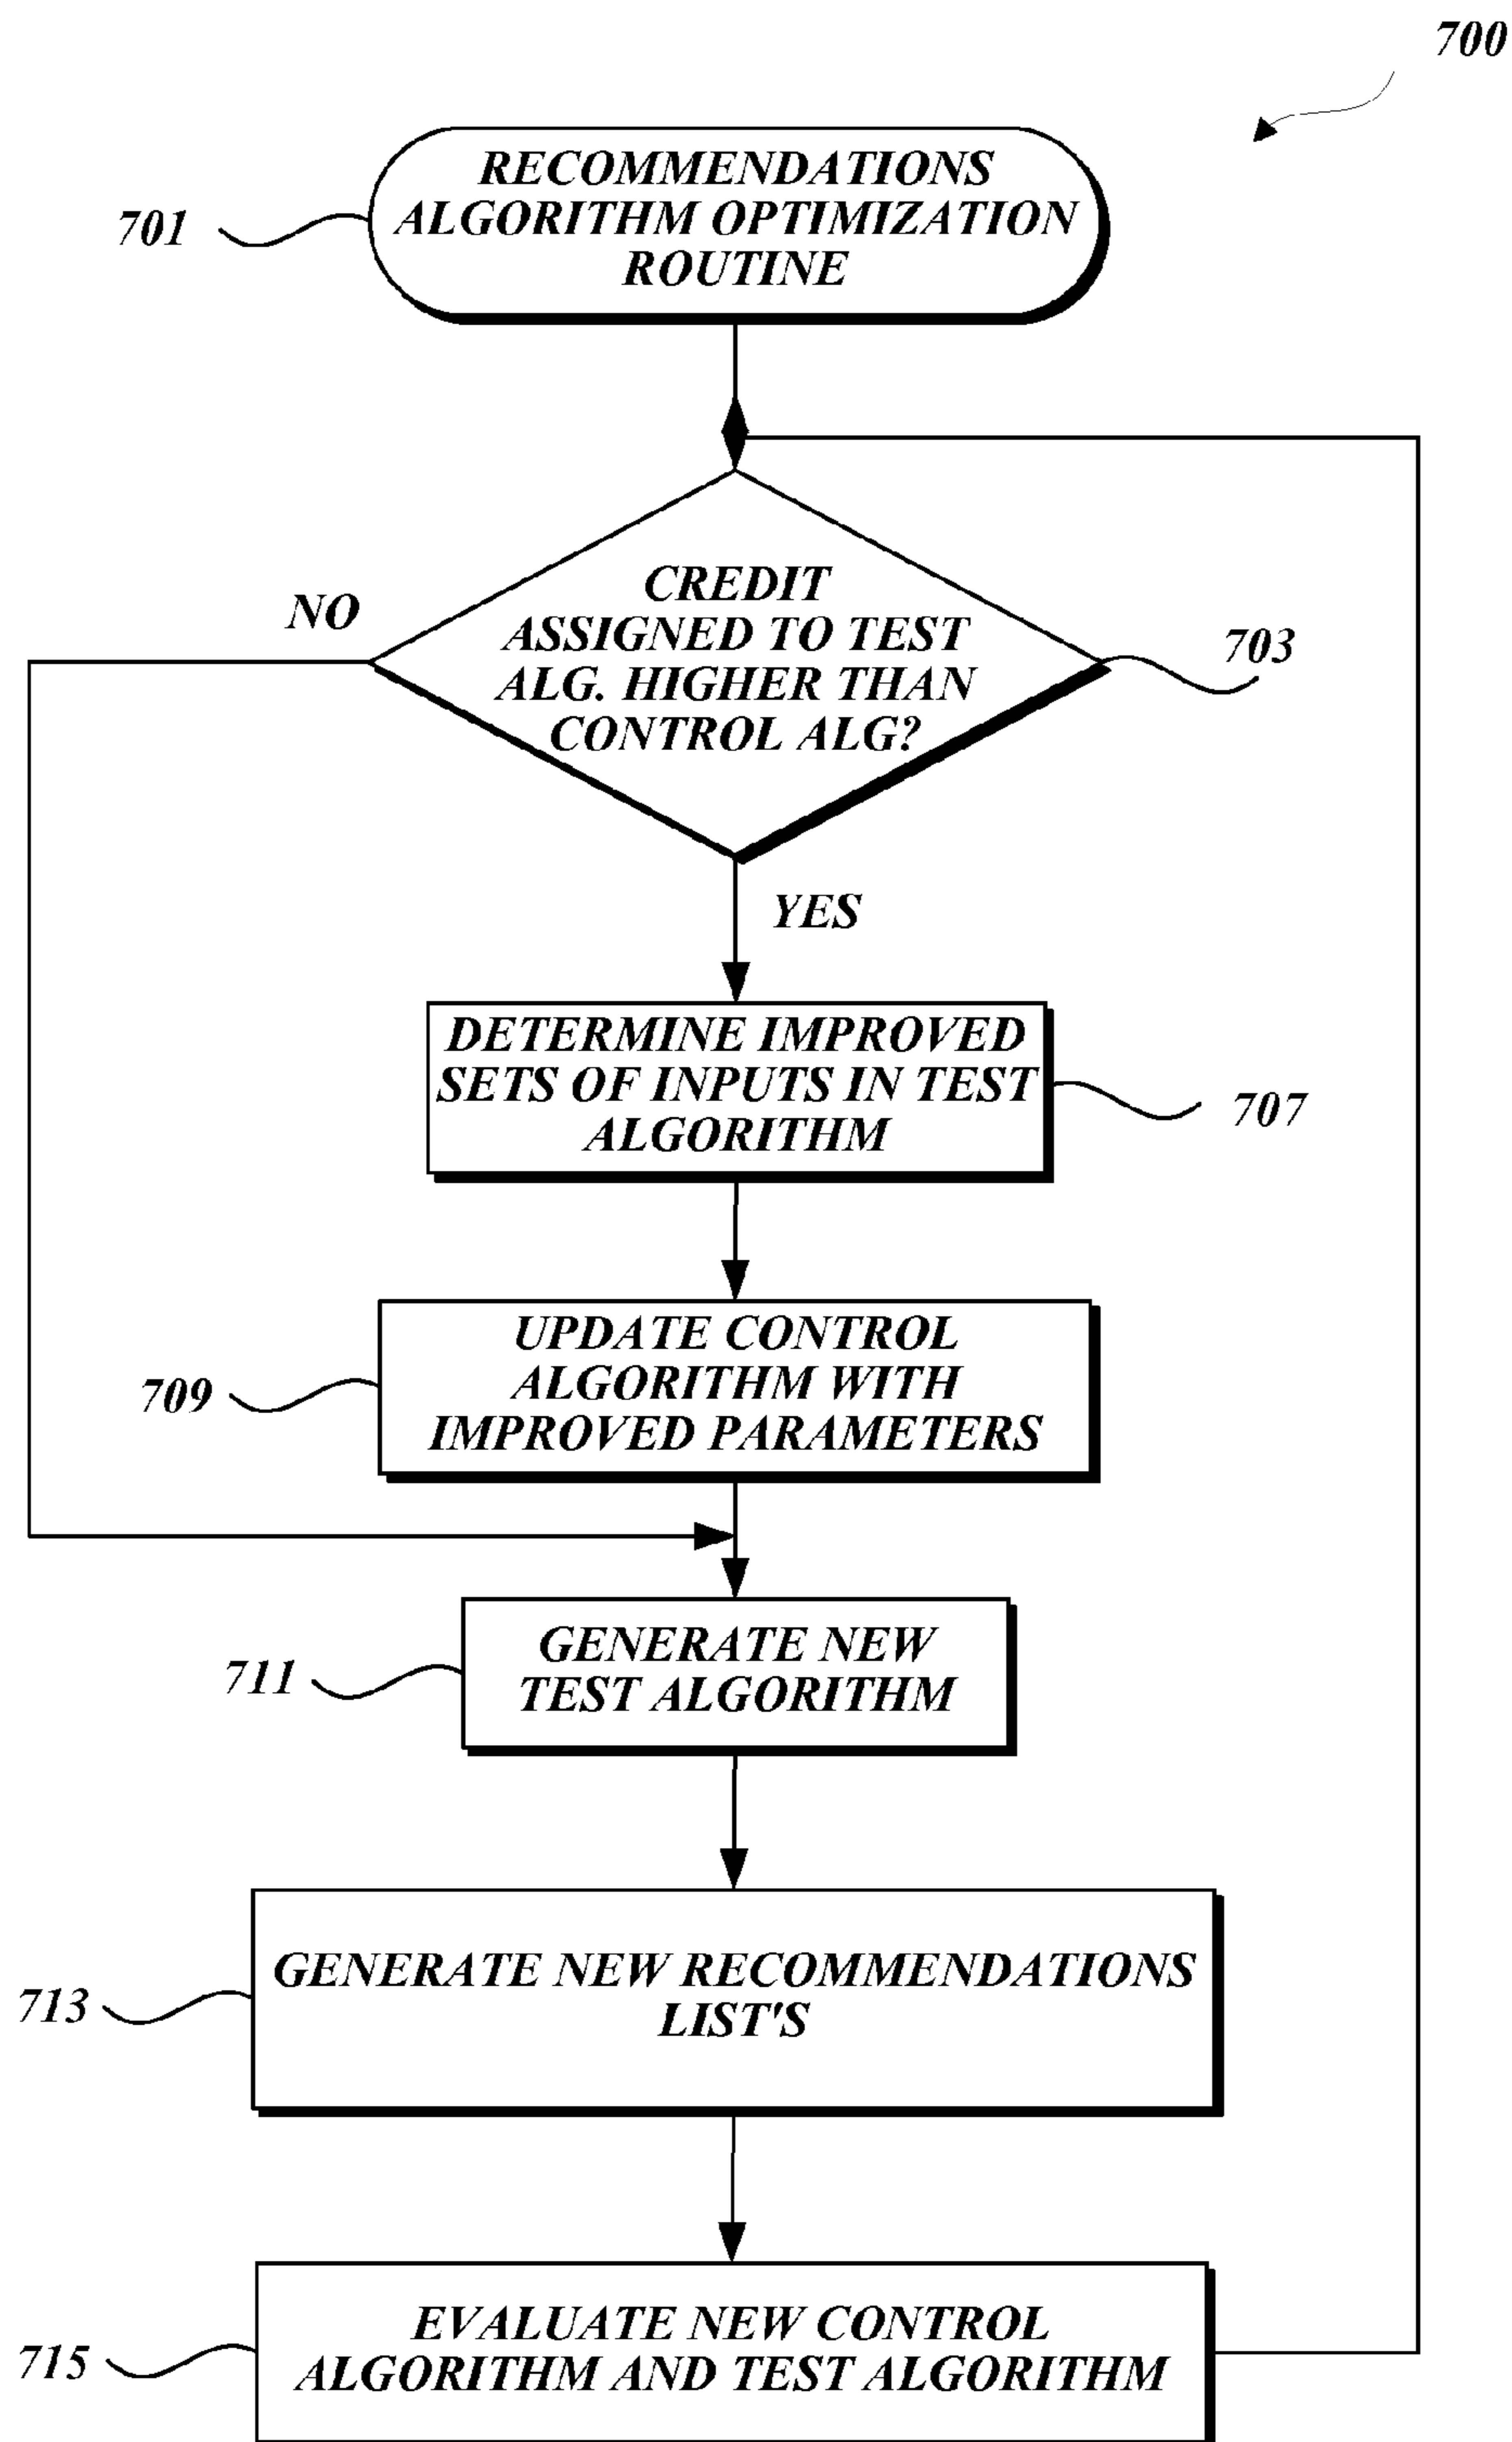 700
RECOMMENDATIONS
ALGORITHM OPTIMIZATION
ROUTINE
701
NO
CREDIT
ASSIGNED TO TEST
ALG. HIGHER THAN
CONTROL ALG?
703
YES
DETERMINE IMPROVED
SETS OF INPUTS IN TEST
ALGORITHM
707
UPDATE CONTROL
ALGORITHM WITH
IMPROVED PARAMETERS
709
GENERATE NEW
TEST ALGORITHM
711
GENERATE NEW RECOMMENDATIONS
LIST'S
713
EVALUATE NEW CONTROL
ALGORITHM AND TEST ALGORITHM
715